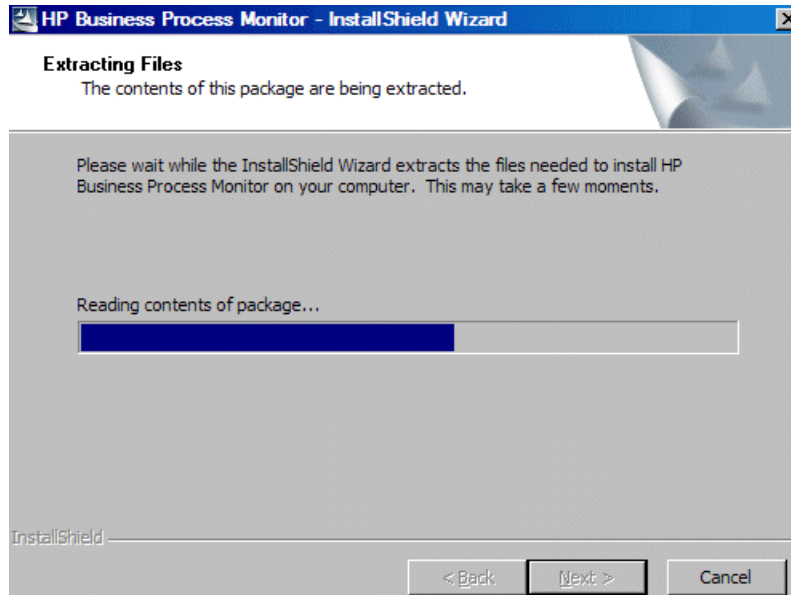 HP Business Process Monitor - InstallShield Wizard
Extracting Files
The contents of this package are being extracted.
Please wait while the InstallShield Wizard extracts the files needed to install HP
Business Process Monitor on your computer. This may take a few moments.
Reading contents of package...
InstallShield
< Back Next > Cancel